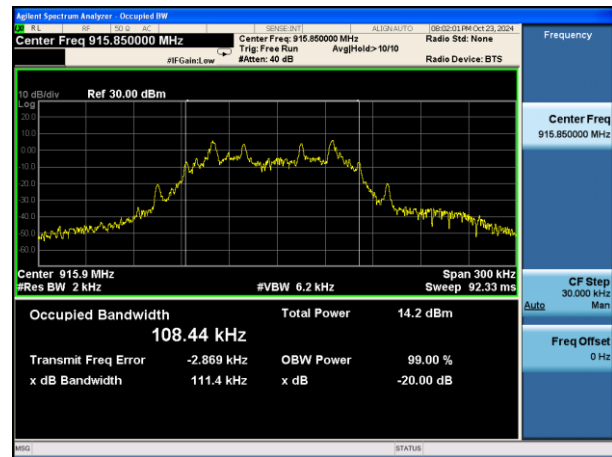 Agilent Spectrum Analyzer - Occupied BW
RL RF 50 Ω AC SENSE:INT ALIGNAUTO 08:02:01 PM Oct 23, 2024
Center Freq 915.850000 MHz Center Freq: 915.850000 MHz Radio Std: None Frequency
Trig: Free Run Avg|Hold:> 10/10
#IFGain:Low #Atten: 40 dB Radio Device: BTS
10 dB/div Ref 30.00 dBm
Log
20.0
10.0
0.00
-10.0
-20.0
-30.0
-40.0
-50.0
-60.0
Center Freq
915.850000 MHz
Center 915.9 MHz Span 300 kHz
#Res BW 2 kHz #VBW 6.2 kHz Sweep 92.33 ms
CF Step
30.000 kHz
Auto Man
Occupied Bandwidth Total Power 14.2 dBm
108.44 kHz
Transmit Freq Error -2.869 kHz OBW Power 99.00 %
x dB Bandwidth 111.4 kHz x dB -20.00 dB
Freq Offset
0 Hz
MSG STATUS